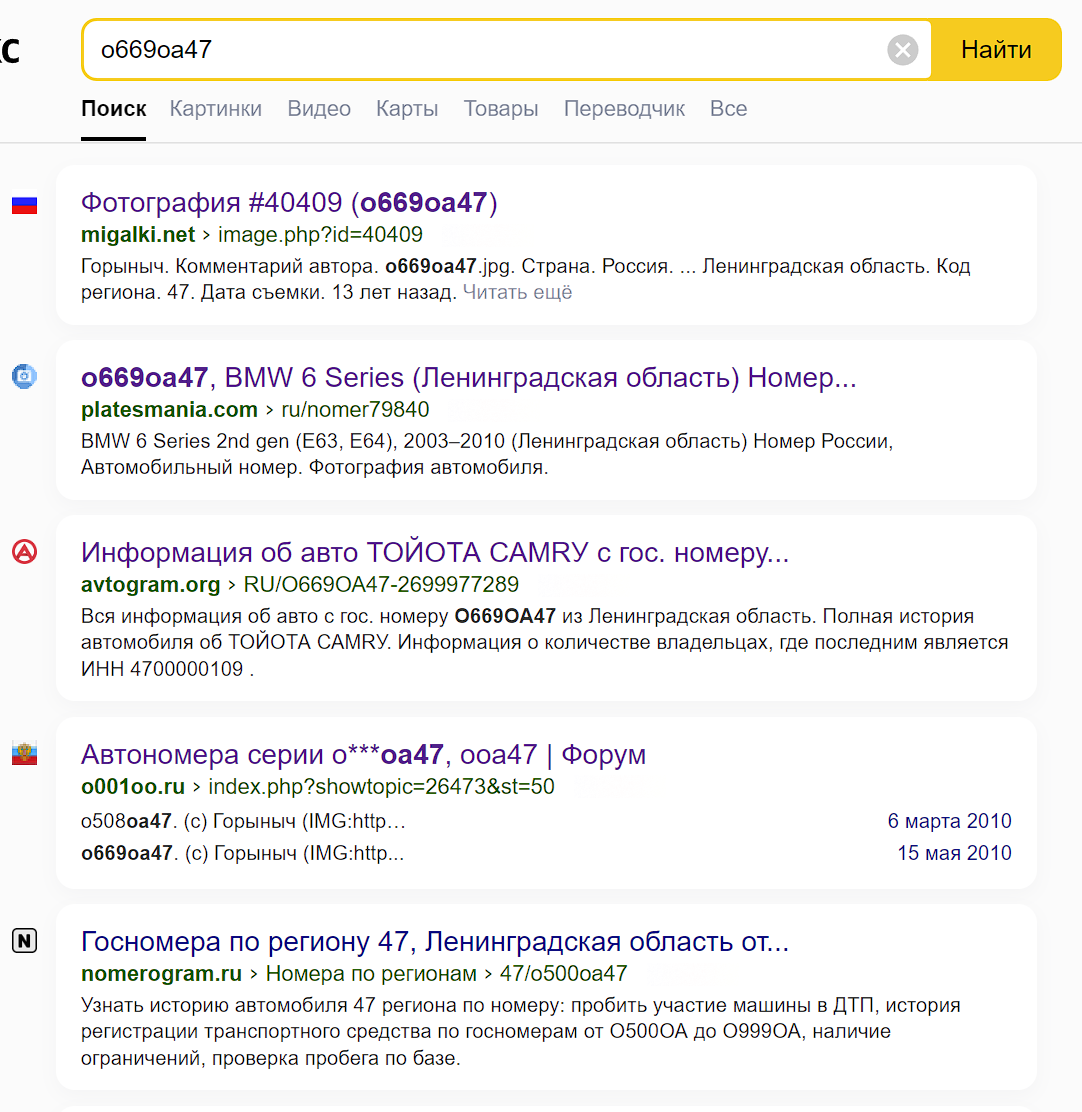 кс
о669оа47
Найти
Поиск Картинки Видео Карты Товары Переводчик Все
Фотография #40409 (о669оа47)
migalki.net › image.php?id=40409
Горыныч. Комментарий автора. о669оа47.jpg. Страна. Россия. ... Ленинградская область. Код
региона. 47. Дата съемки. 13 лет назад. Читать ещё
о669оа47, BMW 6 Series (Ленинградская область) Номер...
platesmania.com › ru/nomer79840
BMW 6 Series 2nd gen (E63, E64), 2003–2010 (Ленинградская область) Номер России,
Автомобильный номер. Фотография автомобиля.
Информация об авто ТОЙОТА САМRУ с гос. номеру...
avtogram.org › RU/O669OA47-2699977289
Вся информация об авто с гос. номеру О669ОА47 из Ленинградская область. Полная история
автомобиля об ТОЙОТА САМRУ. Информация о количестве владельцах, где последним является
ИНН 4700000109 .
Автономера серии о***оа47, ооа47 | Форум
o001oo.ru › index.php?showtopic=26473&st=50
о508оа47. (c) Горыныч (IMG:http… 6 марта 2010
о669оа47. (c) Горыныч (IMG:http... 15 мая 2010
N
Госномера по региону 47, Ленинградская область от...
nomerogram.ru › Номера по регионам › 47/o500oa47
Узнать историю автомобиля 47 региона по номеру: пробить участие машины в ДТП, история
регистрации транспортного средства по госномерам от О500ОА до О999ОА, наличие
ограничений, проверка пробега по базе.